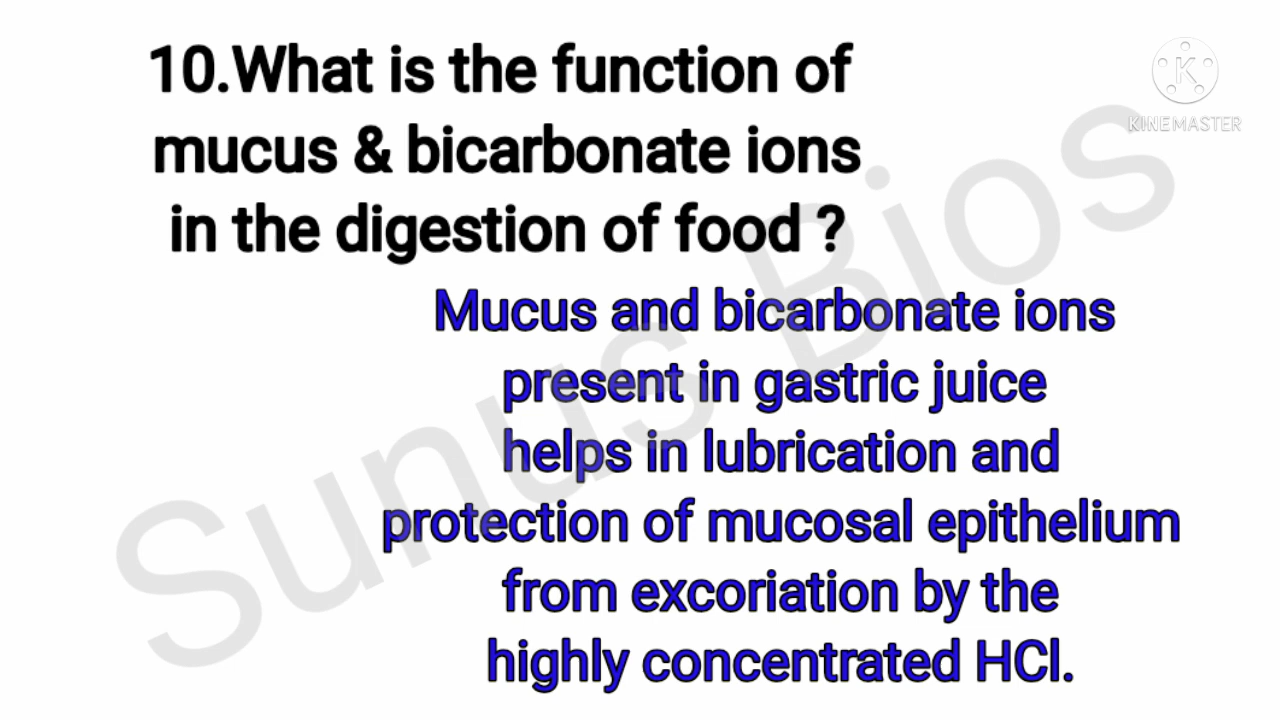 10.What is the function of
mucus & bicarbonate ions
in the digestion of food ?
Mucus and bicarbonate ions
present in gastric juice
helps in lubrication and
protection of mucosal epithelium
from excoriation by the
highly concentrated HCl.
Sunus Bios
K
KINEMASTER